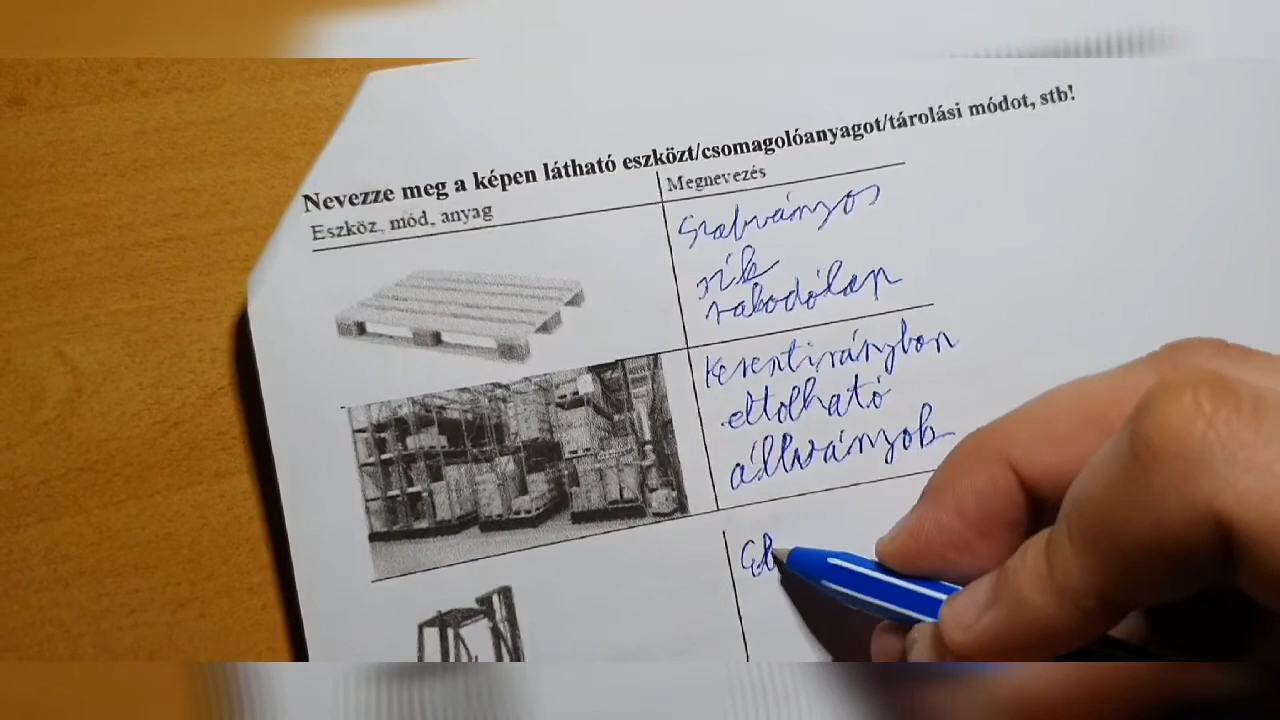 Nevezze meg a képen látható eszközt/csomagolóanyagot/tárolási módot, stb!
Eszköz, mód, anyag
Megnevezés
Szabványos
sík
rakodólap
Keresztirányban
eltolható
állványok
El